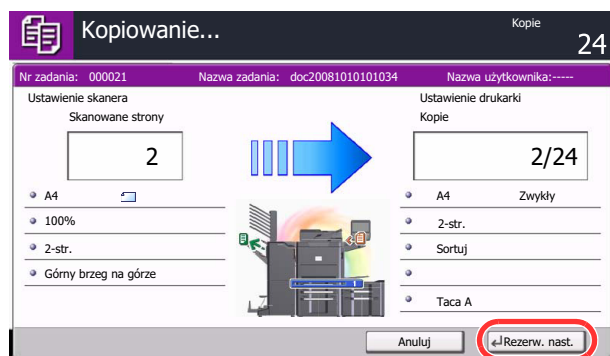 Kopiowanie...
Kopie
24
Nr zadania: 000021 Nazwa zadania: doc20081010101034 Nazwa użytkownika:-----
Ustawienie skanera
Skanowane strony
2
A4
100%
2-str.
Górny brzeg na górze
Ustawienie drukarki
Kopie
2/24
A4 Zwykły
2-str.
Sortuj
Taca A
Anuluj
Rezerw. nast.